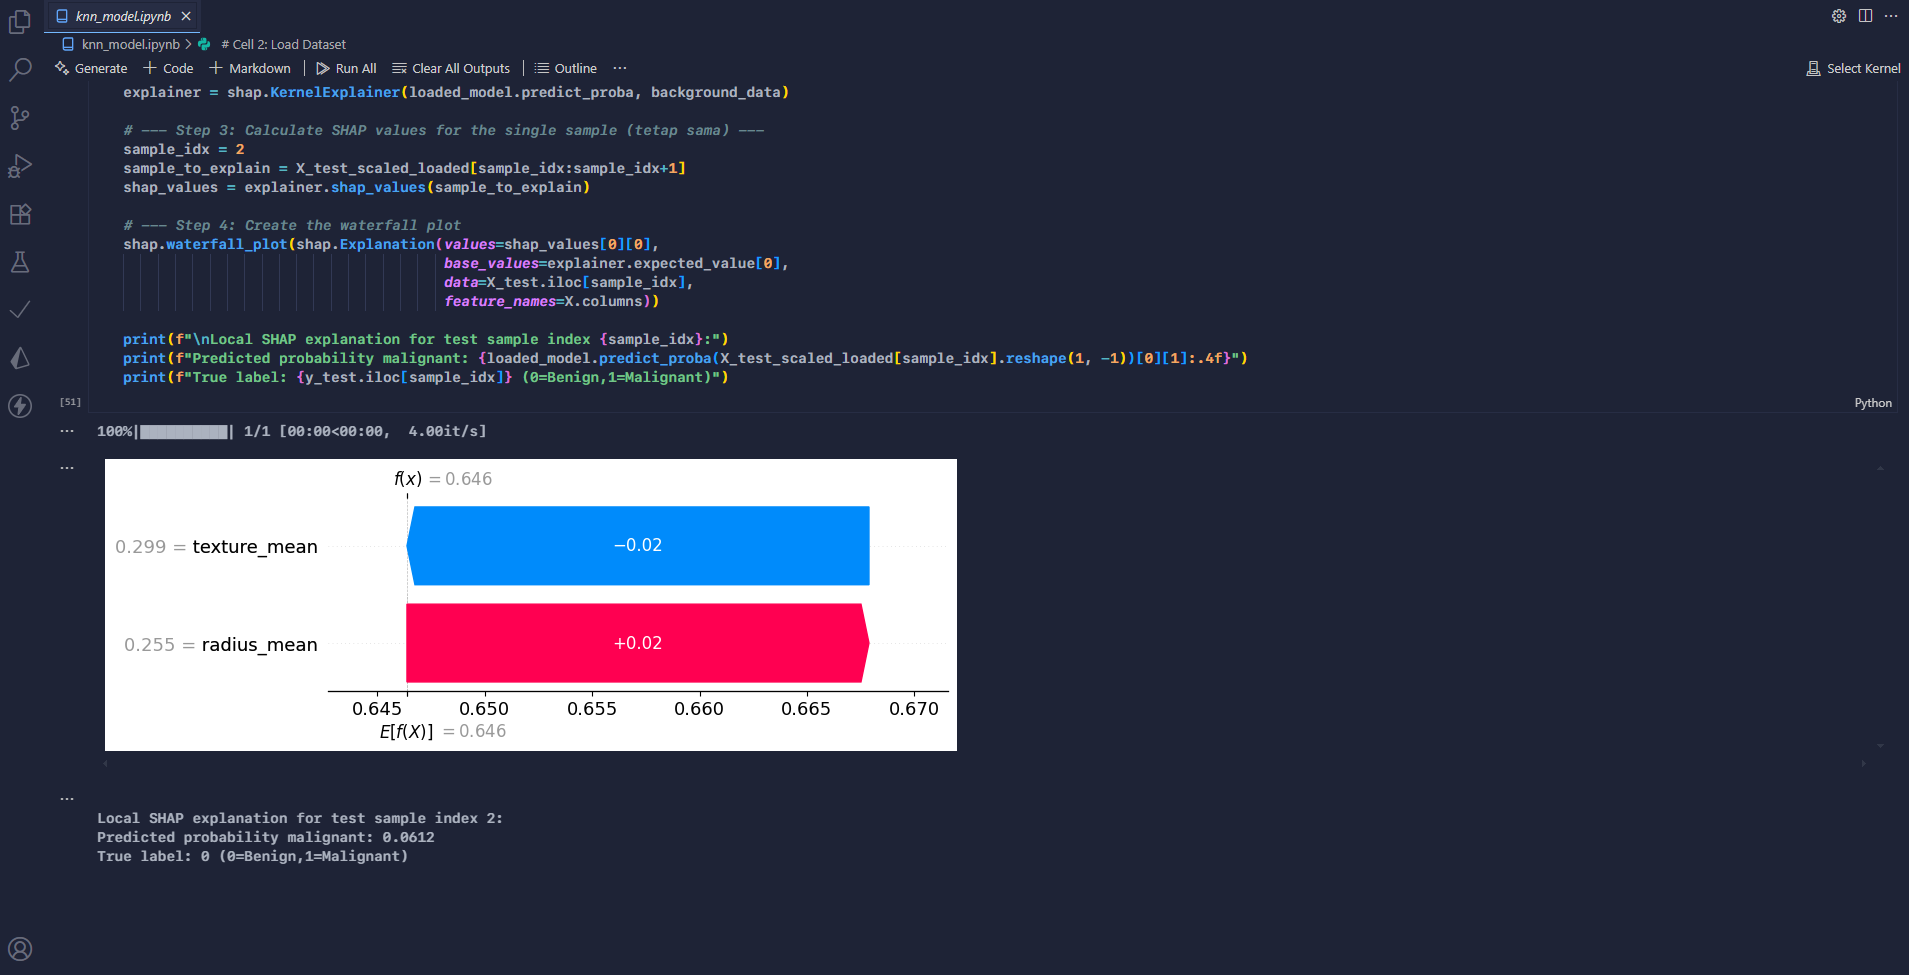 knn_model.ipynb
knn_model.ipynb > # Cell 2: Load Dataset
Generate + Code + Markdown | Run All Clear All Outputs | Outline ...
Select Kernel
explainer = shap.KernelExplainer(loaded_model.predict_proba, background_data)
# --- Step 3: Calculate SHAP values for the single sample (tetap sama) ---
sample_idx = 2
sample_to_explain = X_test_scaled_loaded[sample_idx:sample_idx+1]
shap_values = explainer.shap_values(sample_to_explain)
# --- Step 4: Create the waterfall plot
shap.waterfall_plot(shap.Explanation(values=shap_values[0][0],
base_values=explainer.expected_value[0],
data=X_test.iloc[sample_idx],
feature_names=X.columns))
print(f"\nLocal SHAP explanation for test sample index {sample_idx}:")
print(f"Predicted probability malignant: {loaded_model.predict_proba(X_test_scaled_loaded[sample_idx].reshape(1, -1))[0][1]:.4f}")
print(f"True label: {y_test.iloc[sample_idx]} (0=Benign,1=Malignant)")
[51]
Python
100%|██████████| 1/1 [00:00<00:00, 4.00it/s]
f(x) = 0.646
0.299 = texture_mean
−0.02
0.255 = radius_mean
+0.02
0.645 0.650 0.655 0.660 0.665 0.670
E[f(X)] = 0.646
Local SHAP explanation for test sample index 2:
Predicted probability malignant: 0.0612
True label: 0 (0=Benign,1=Malignant)